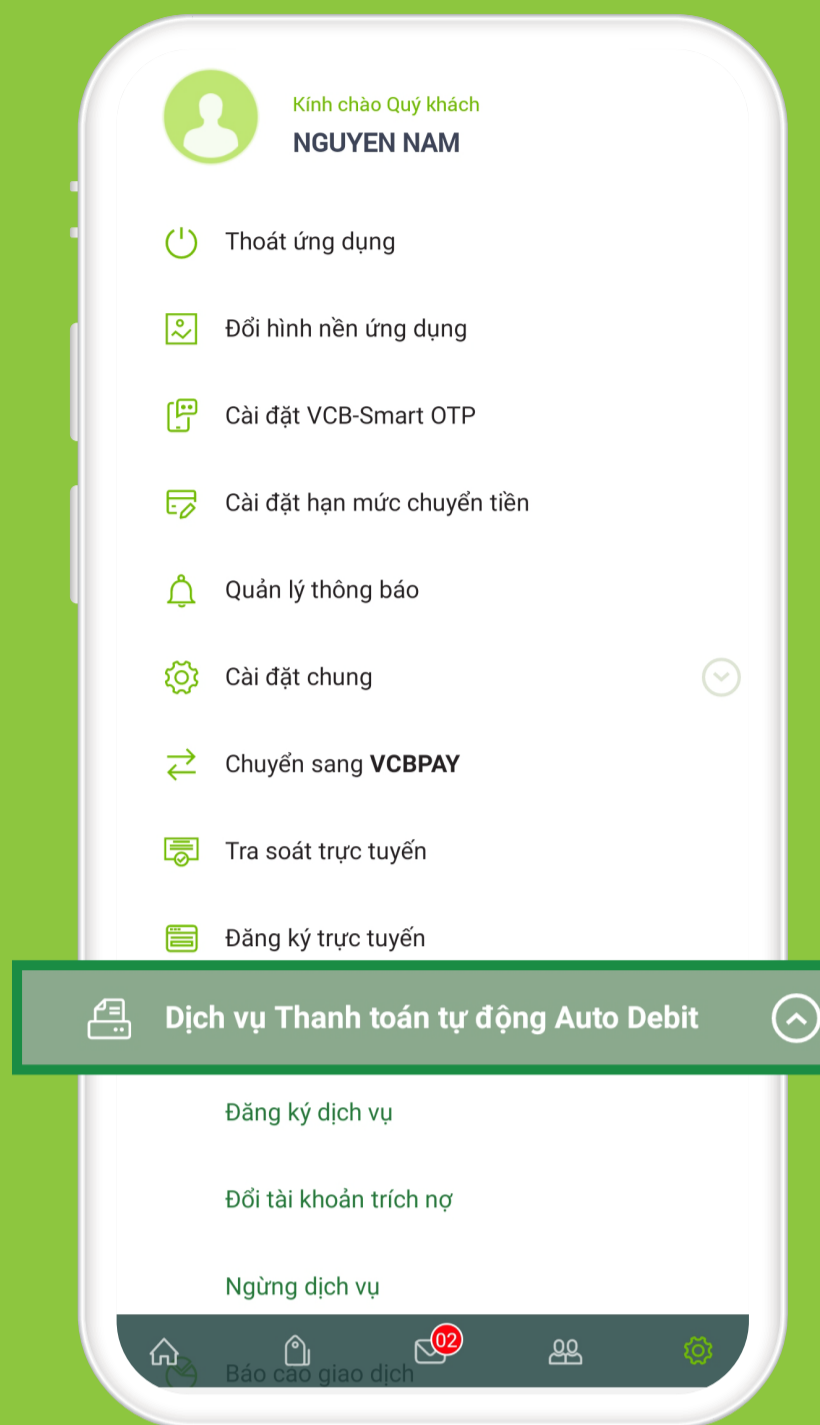 Kính chào Quý khách
NGUYEN NAM
Thoát ứng dụng
Đổi hình nền ứng dụng
Cài đặt VCB-Smart OTP
Cài đặt hạn mức chuyển tiền
Quản lý thông báo
Cài đặt chung
Chuyển sang VCBPAY
Tra soát trực tuyến
Đăng ký trực tuyến
Dịch vụ Thanh toán tự động Auto Debit
Đăng ký dịch vụ
Đổi tài khoản trích nợ
Ngừng dịch vụ
02
Báo cáo giao dịch